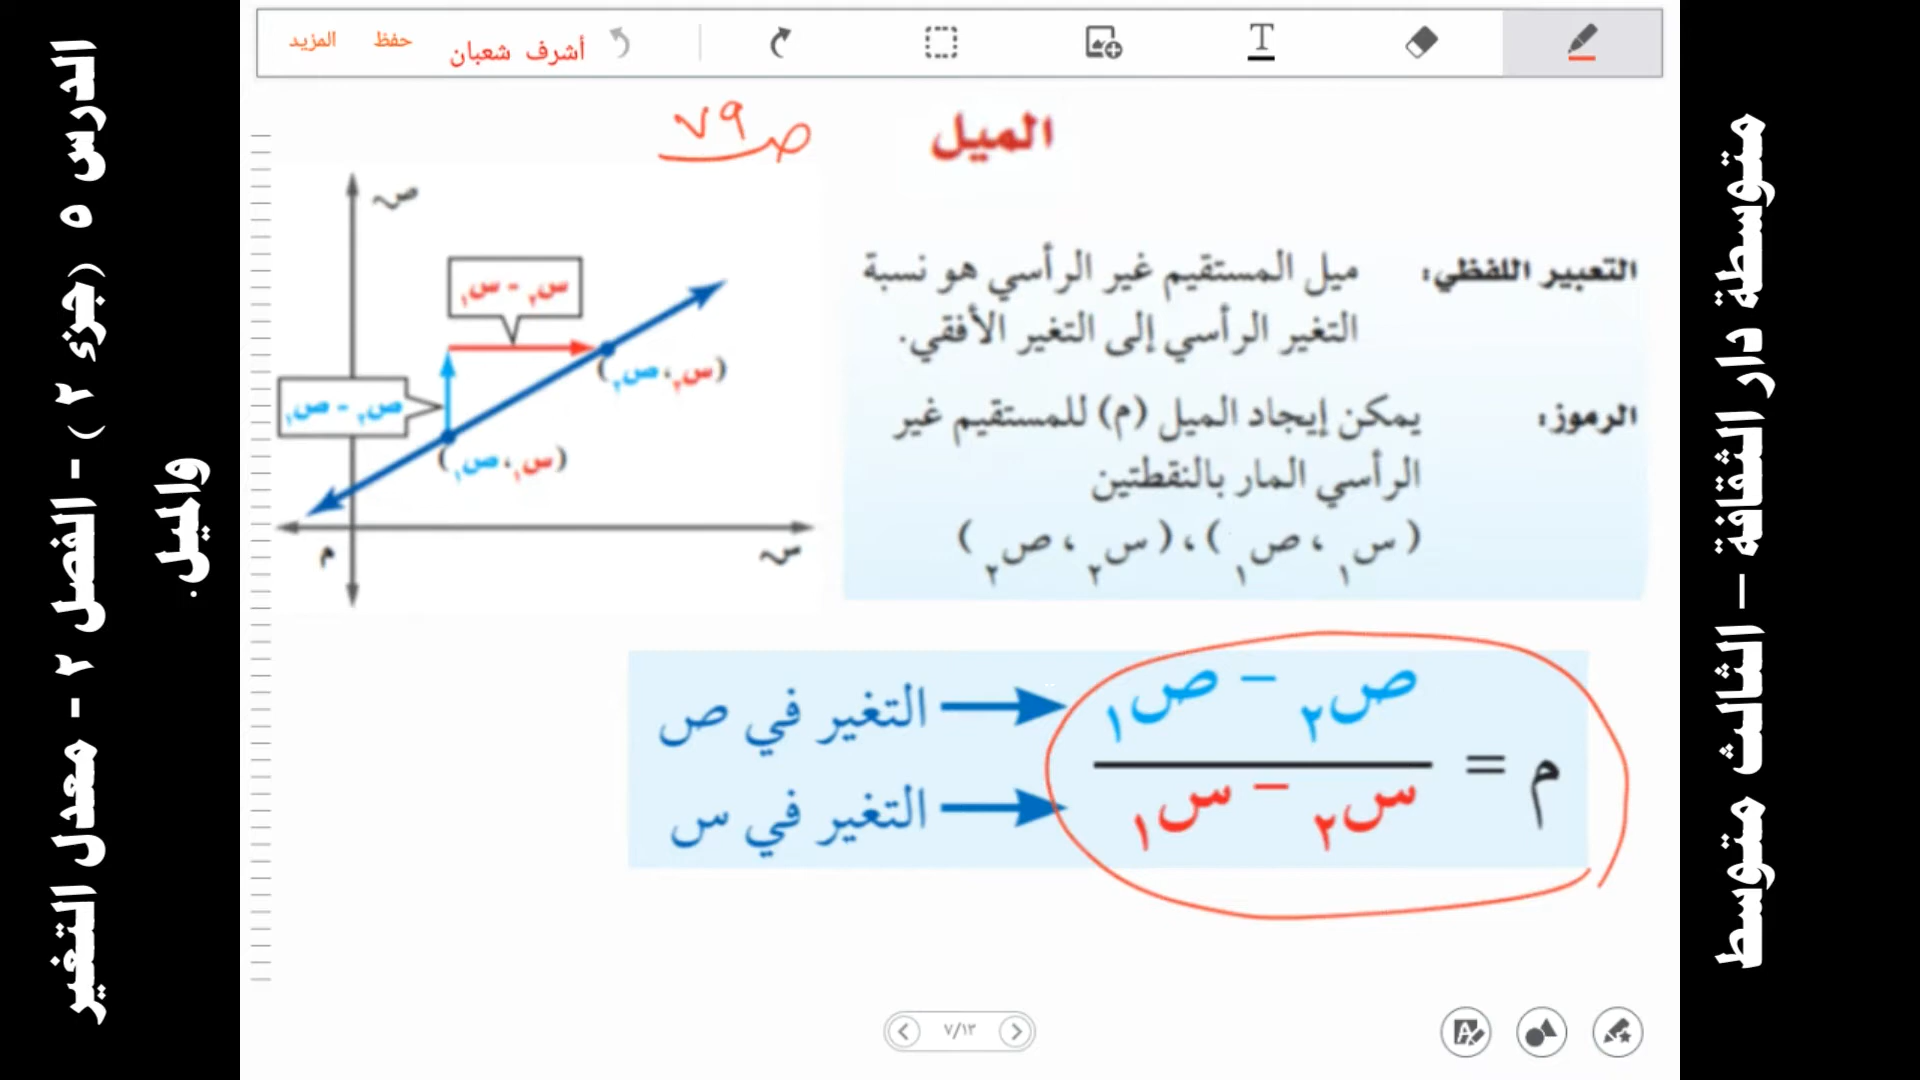 متوسطة دار الثقافة – الثالث متوسط
الدرس ٥ (جزء ٢) - الفصل ٢ - معدل التغيير
والميل.
أشرف شعبان
حفظ
المزيد
T
الميل
ص ٧٩
التعبير اللفظي: ميل المستقيم غير الرأسي هو نسبة
التغير الرأسي إلى التغير الأفقي.
الرموز: يمكن إيجاد الميل (م) للمستقيم غير
الرأسي المار بالنقطتين
(س١ ، ص١) ، (س٢ ، ص٢)
ص
س٢ - س١
(س٢، ص٢)
ص٢ - ص١
(س١، ص١)
م
س
ص٢ – ص١ التغير في ص
م =
س٢ – س١ التغير في س
٧/١٣
A